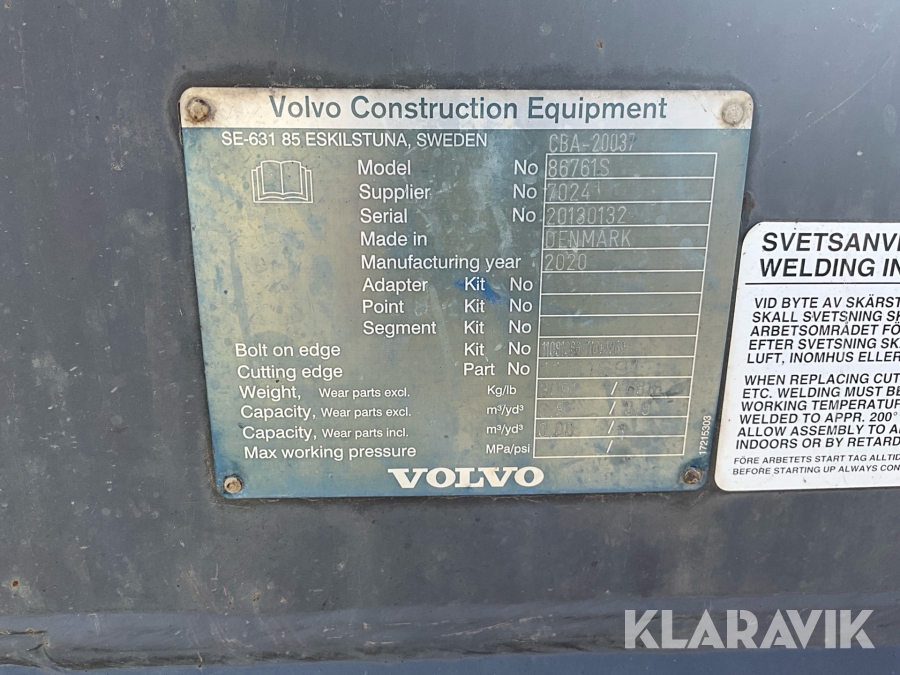 Volvo Construction Equipment
SE-631 85 ESKILSTUNA, SWEDEN CBA-20037
Model No 86761S
Supplier No 7024
Serial No 20130132
Made in DENMARK
Manufacturing year 2020
Adapter Kit No
Point Kit No
Segment Kit No
Bolt on edge Kit No
Cutting edge Part No
Weight, Wear parts excl. Kg/lb /
Capacity, Wear parts excl. m³/yd³ /
Capacity, Wear parts incl. m³/yd³ /
Max working pressure MPa/psi /
VOLVO
17215303
SVETSANVI
WELDING IN
VID BYTE AV SKÄRST
SKALL SVETSNING SK
ARBETSOMRÅDET FÖ
EFTER SVETSNING SKA
LUFT, INOMHUS ELLER
WHEN REPLACING CUT
ETC. WELDING MUST BE
WORKING TEMPERATUR
WELDED TO APPR. 200°
ALLOW ASSEMBLY TO A
INDOORS OR BY RETARD
FÖRE ARBETETS START TAG ALLTID
BEFORE STARTING UP ALWAYS CON
KLARAVIK